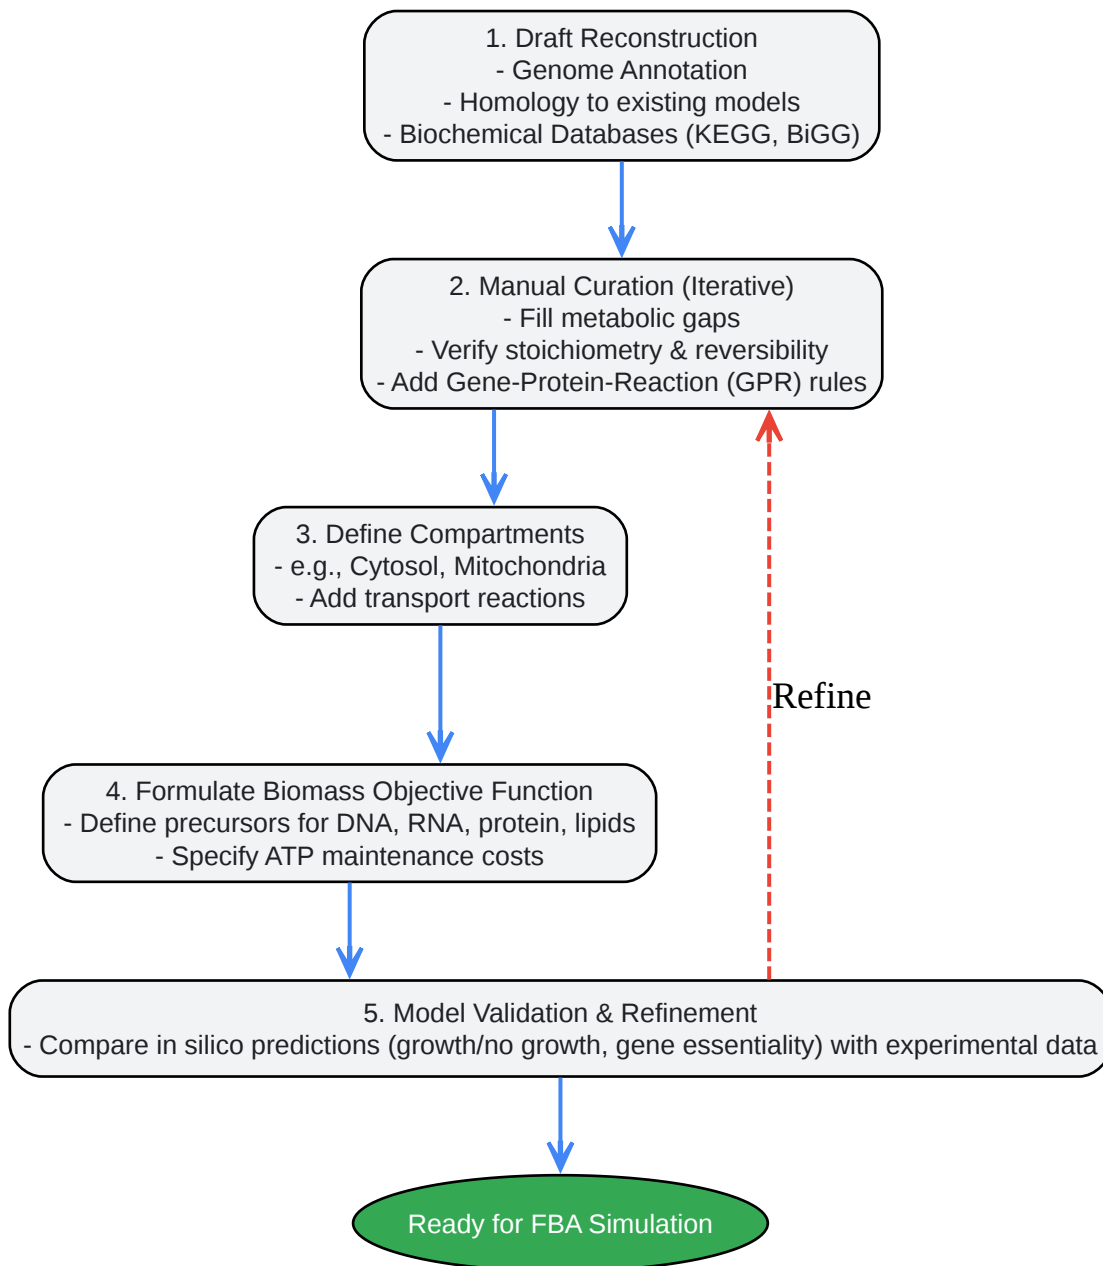 1. Draft Reconstruction
- Genome Annotation
- Homology to existing models
- Biochemical Databases (KEGG, BiGG)
2. Manual Curation (Iterative)
- Fill metabolic gaps
- Verify stoichiometry & reversibility
- Add Gene-Protein-Reaction (GPR) rules
3. Define Compartments
- e.g., Cytosol, Mitochondria
- Add transport reactions
Refine
4. Formulate Biomass Objective Function
- Define precursors for DNA, RNA, protein, lipids
- Specify ATP maintenance costs
5. Model Validation & Refinement
- Compare in silico predictions (growth/no growth, gene essentiality) with experimental data
Ready for FBA Simulation